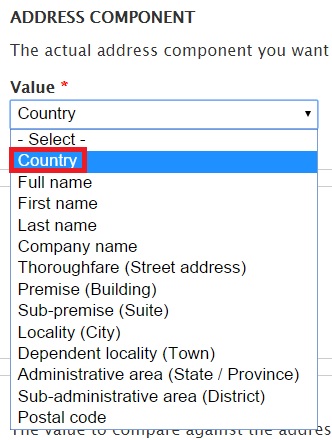 ADDRESS COMPONENT
The actual address component you want
Value *
Country
- Select -
Country
Full name
First name
Last name
Company name
Thoroughfare (Street address)
Premise (Building)
Sub-premise (Suite)
Locality (City)
Dependent locality (Town)
Administrative area (State / Province)
Sub-administrative area (District)
Postal code
The value to compare against the addres